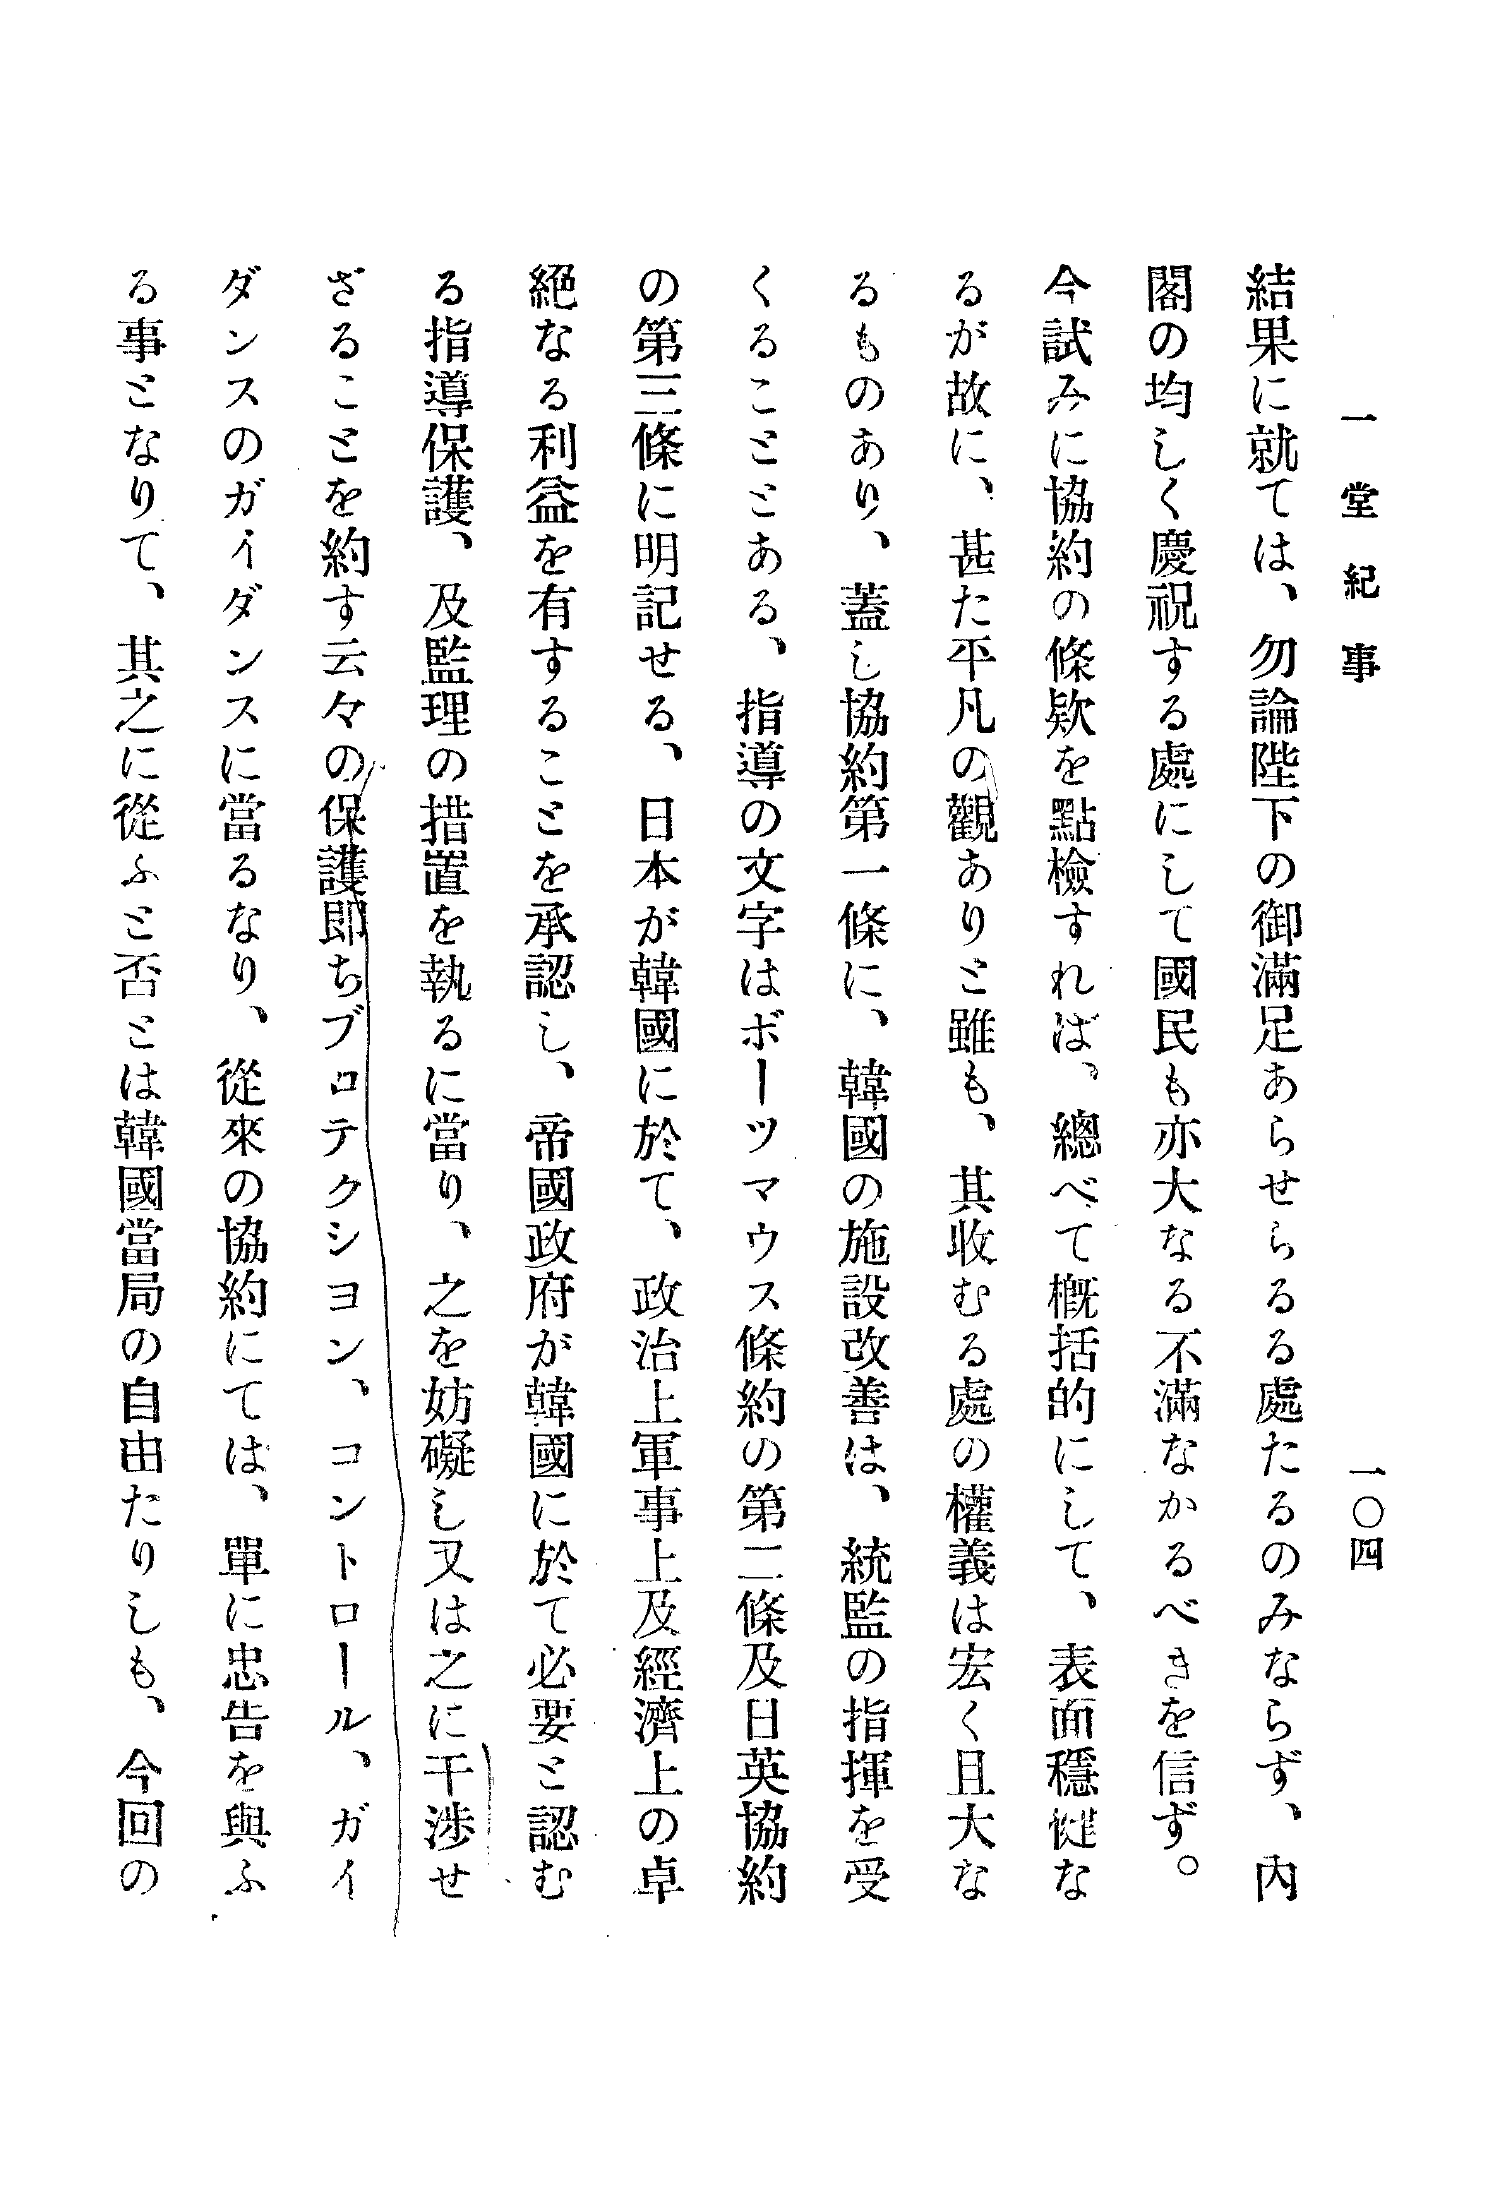 一堂紀事
一〇四
結果に就ては、勿論陛下の御滿足あらせらるる處たるのみならず、內
閣の均しく慶祝する處にして國民も亦大なる不滿なかるべきを信ず。
今試みに協約の條欵を點檢すれば、總べて槪括的にして、表面穩健な
るが故に、甚た平凡の觀ありと雖も、其收むる處の權義は宏く且大な
るものあり、蓋し協約第一條に、韓國の施設改善は、統監の指揮を受
くることとある、指導の文字はボーツマウス條約の第二條及日英協約
の第三條に明記せる、日本が韓國に於て、政治上軍事上及經濟上の卓
絕なる利益を有することを承認し、帝國政府が韓國に於て必要と認む
る指導保護、及監理の措置を執るに當り、之を妨礙し又は之に干涉せ
ざることを約す云々の保護卽ちブロテクシヨン、コントロール、ガイ
ダンスのガイダンスに當るなり、從來の協約にては、單に忠告を與ふ
る事となりて、其之に從ふと否とは韓國當局の自由たりしも、今回の